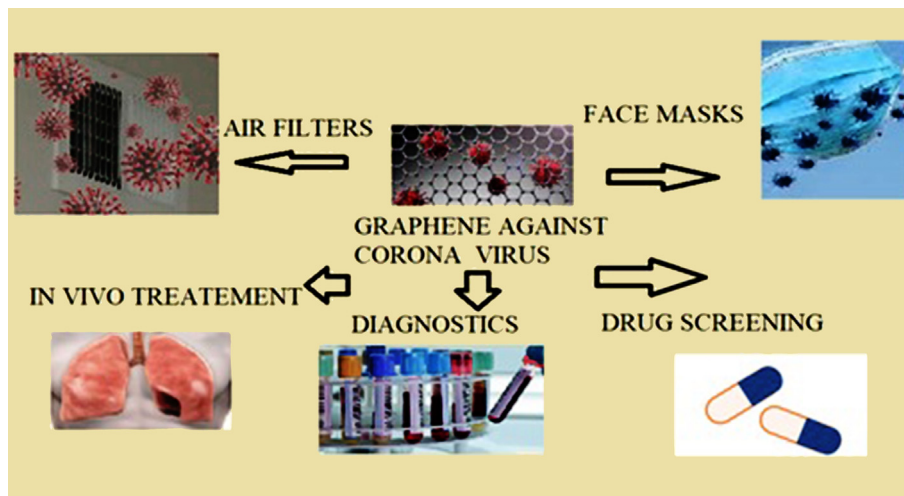 AIR FILTERS
FACE MASKS
GRAPHENE AGAINST
CORONA VIRUS
IN VIVO TREATEMENT
DIAGNOSTICS
DRUG SCREENING